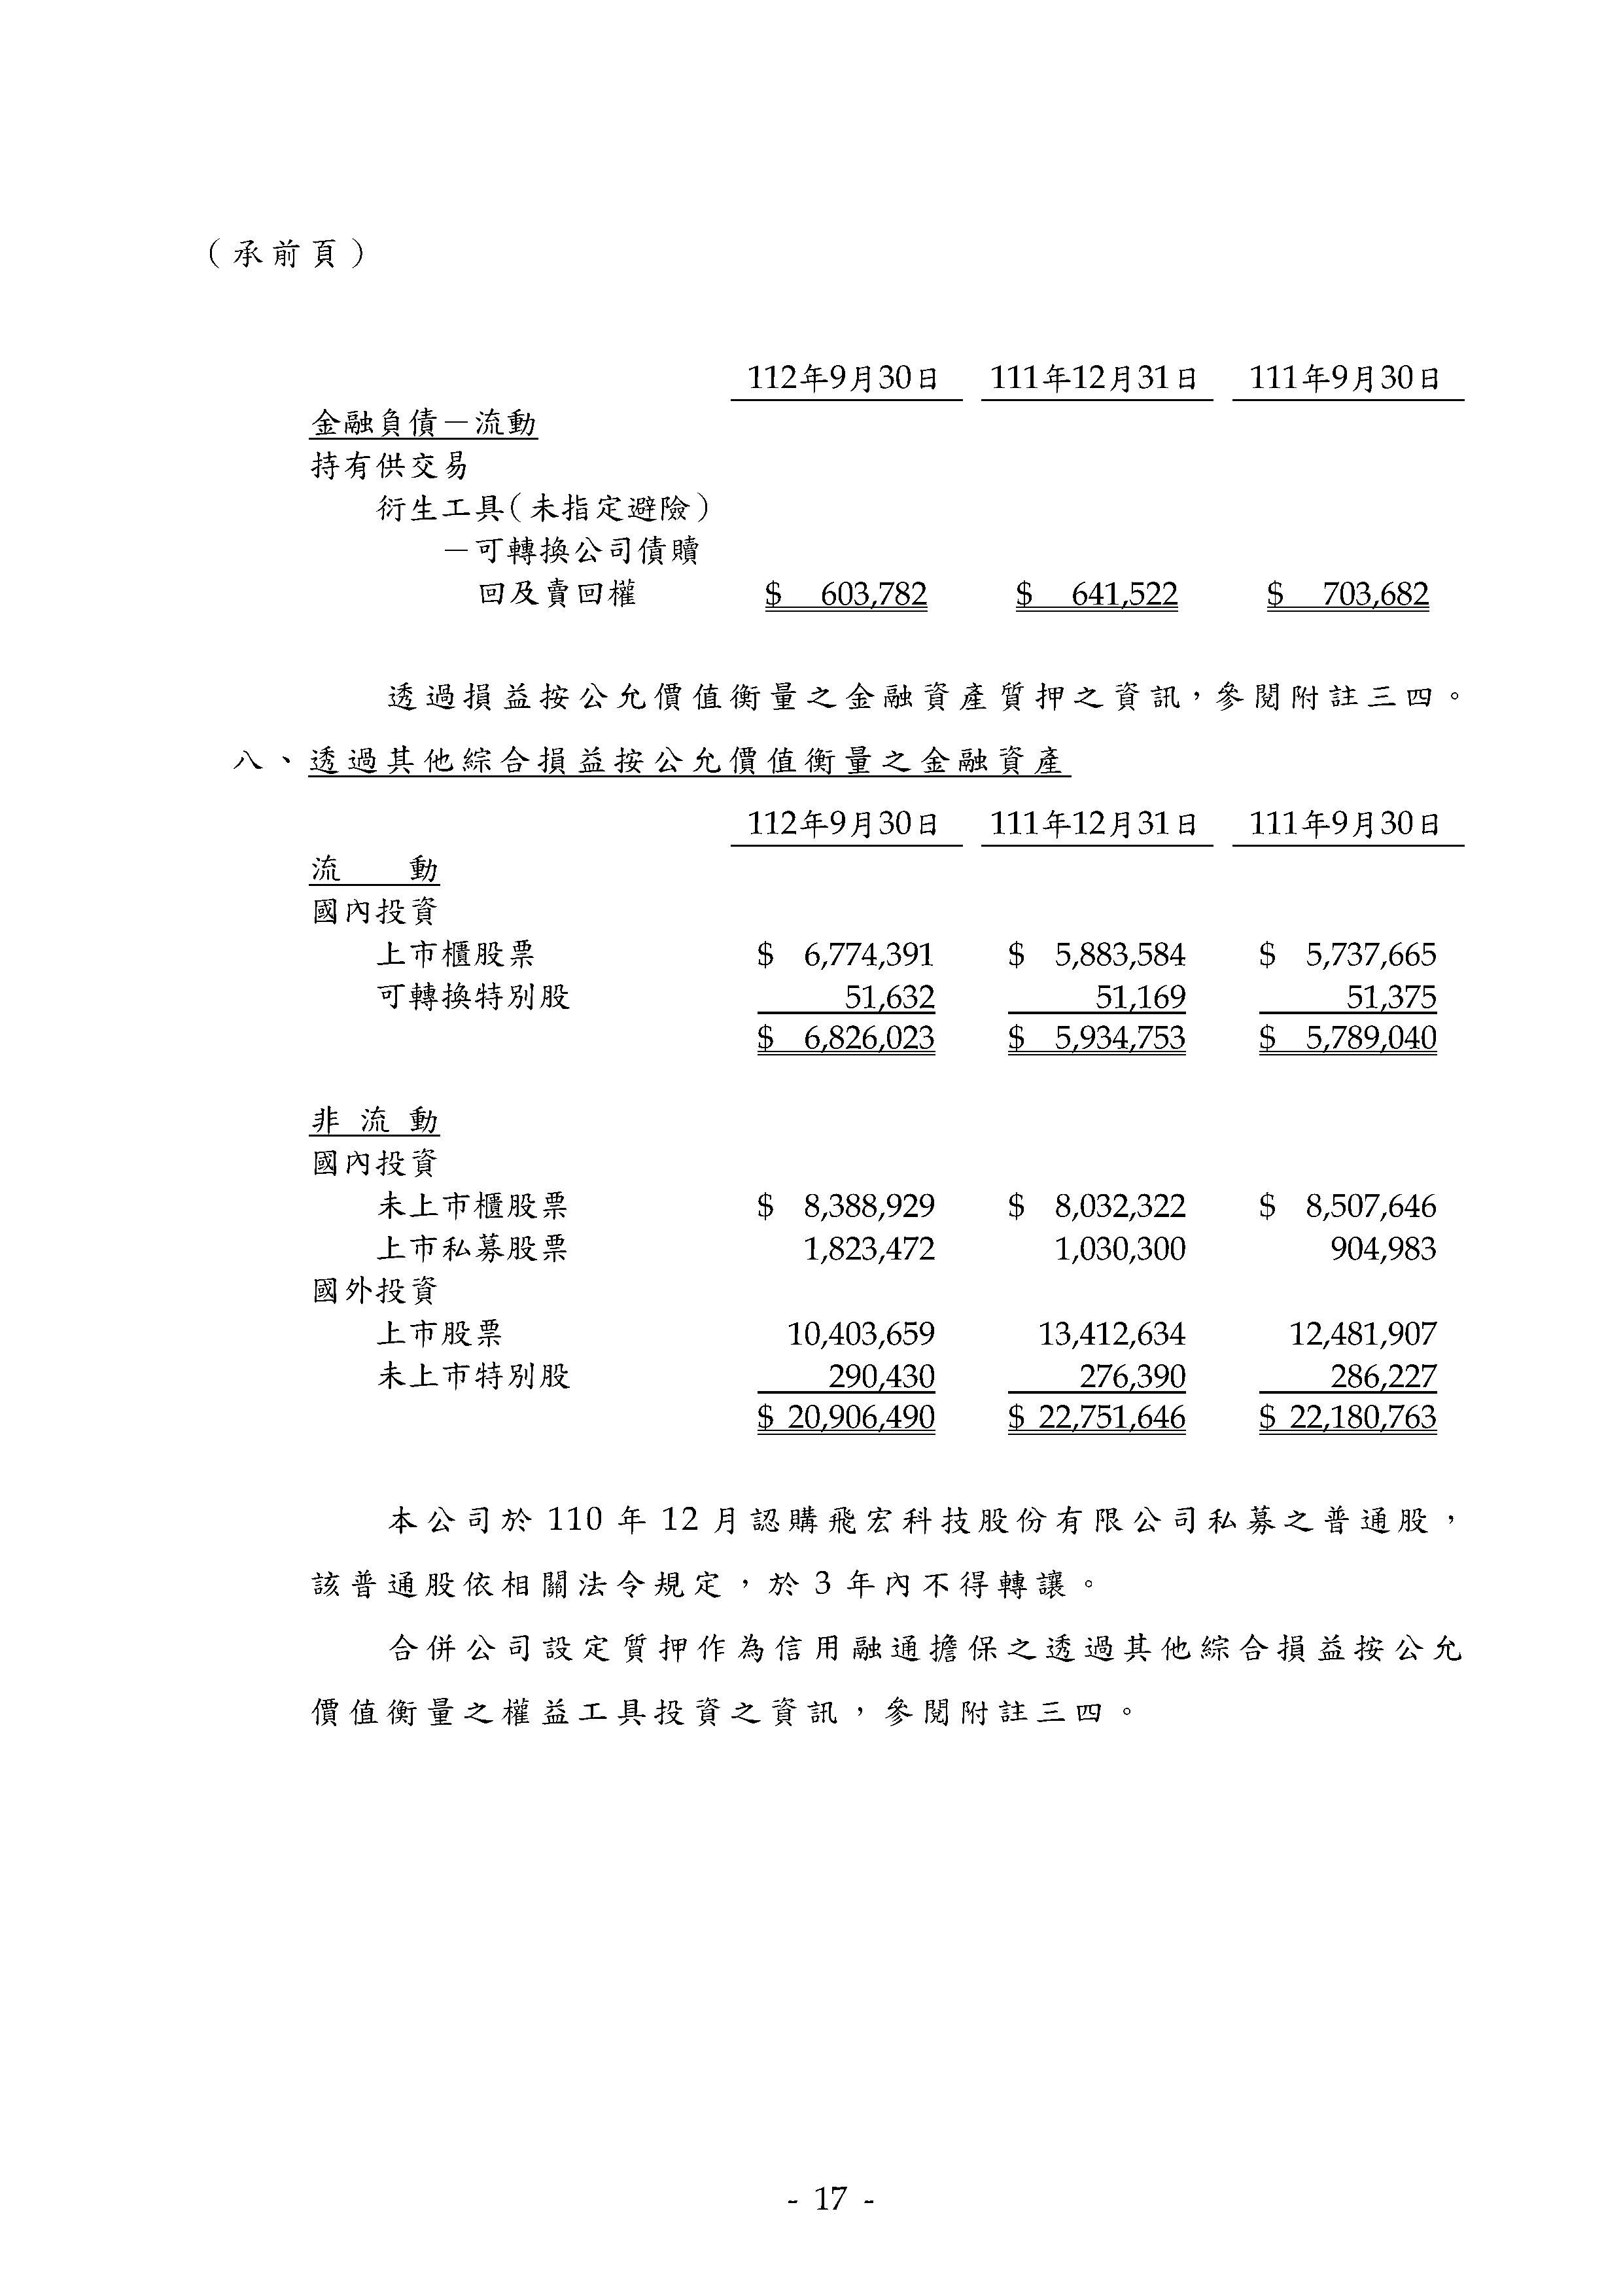 （承前頁）
112年9月30日 111年12月31日 111年9月30日
金融負債－流動
持有供交易
衍生工具（未指定避險）
－可轉換公司債贖
回及賣回權 $ 603,782 $ 641,522 $ 703,682
透過損益按公允價值衡量之金融資產質押之資訊，參閱附註三四。
八、透過其他綜合損益按公允價值衡量之金融資產
112年9月30日 111年12月31日 111年9月30日
流 動
國內投資
上市櫃股票 $ 6,774,391 $ 5,883,584 $ 5,737,665
可轉換特別股 51,632 51,169 51,375
$ 6,826,023 $ 5,934,753 $ 5,789,040
非 流 動
國內投資
未上市櫃股票 $ 8,388,929 $ 8,032,322 $ 8,507,646
上市私募股票 1,823,472 1,030,300 904,983
國外投資
上市股票 10,403,659 13,412,634 12,481,907
未上市特別股 290,430 276,390 286,227
$ 20,906,490 $ 22,751,646 $ 22,180,763
本公司於 110 年 12 月認購飛宏科技股份有限公司私募之普通股，
該普通股依相關法令規定，於 3 年內不得轉讓。
合併公司設定質押作為信用融通擔保之透過其他綜合損益按公允
價值衡量之權益工具投資之資訊，參閱附註三四。
- 17 -